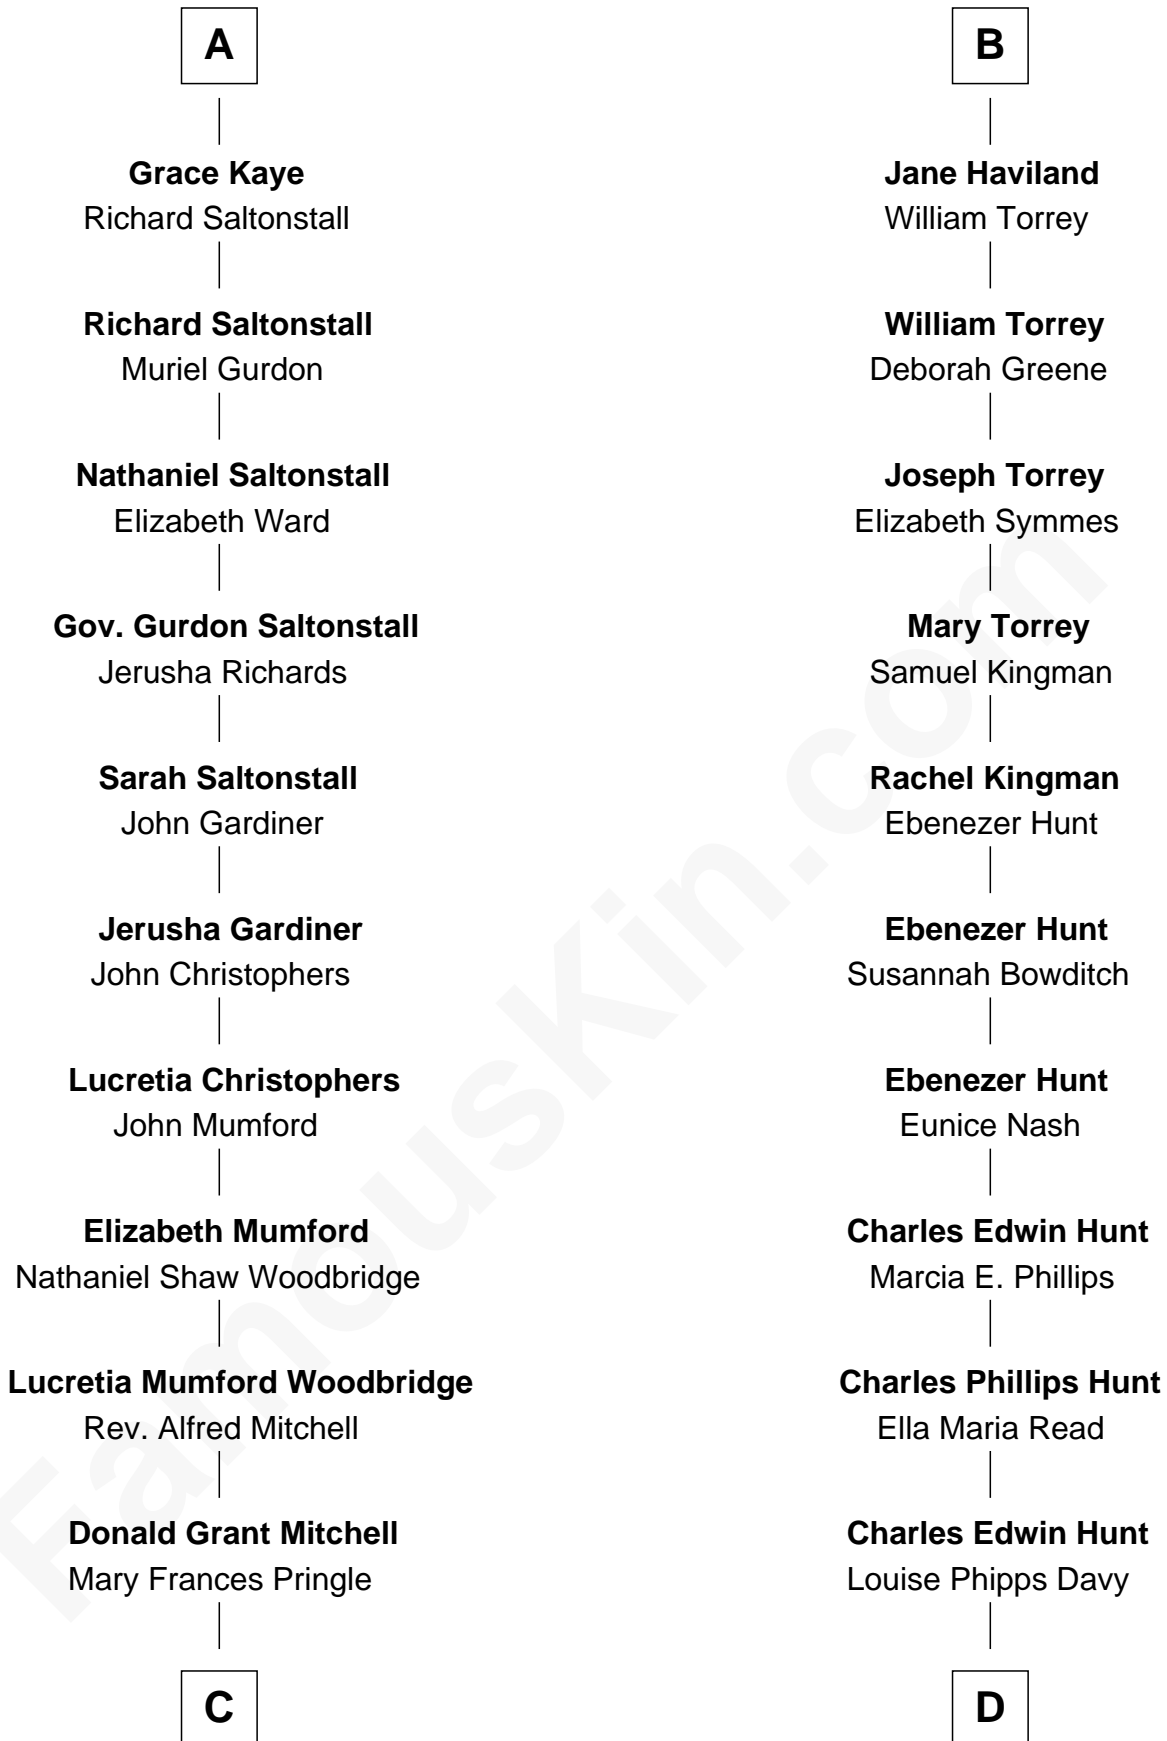 A
Grace Kaye
Richard Saltonstall
Richard Saltonstall
Muriel Gurdon
Nathaniel Saltonstall
Elizabeth Ward
Gov. Gurdon Saltonstall
Jerusha Richards
Sarah Saltonstall
John Gardiner
Jerusha Gardiner
John Christophers
Lucretia Christophers
John Mumford
Elizabeth Mumford
Nathaniel Shaw Woodbridge
Lucretia Mumford Woodbridge
Rev. Alfred Mitchell
Donald Grant Mitchell
Mary Frances Pringle
C
B
Jane Haviland
William Torrey
William Torrey
Deborah Greene
Joseph Torrey
Elizabeth Symmes
Mary Torrey
Samuel Kingman
Rachel Kingman
Ebenezer Hunt
Ebenezer Hunt
Susannah Bowditch
Ebenezer Hunt
Eunice Nash
Charles Edwin Hunt
Marcia E. Phillips
Charles Phillips Hunt
Ella Maria Read
Charles Edwin Hunt
Louise Phipps Davy
D
FamousKin.com